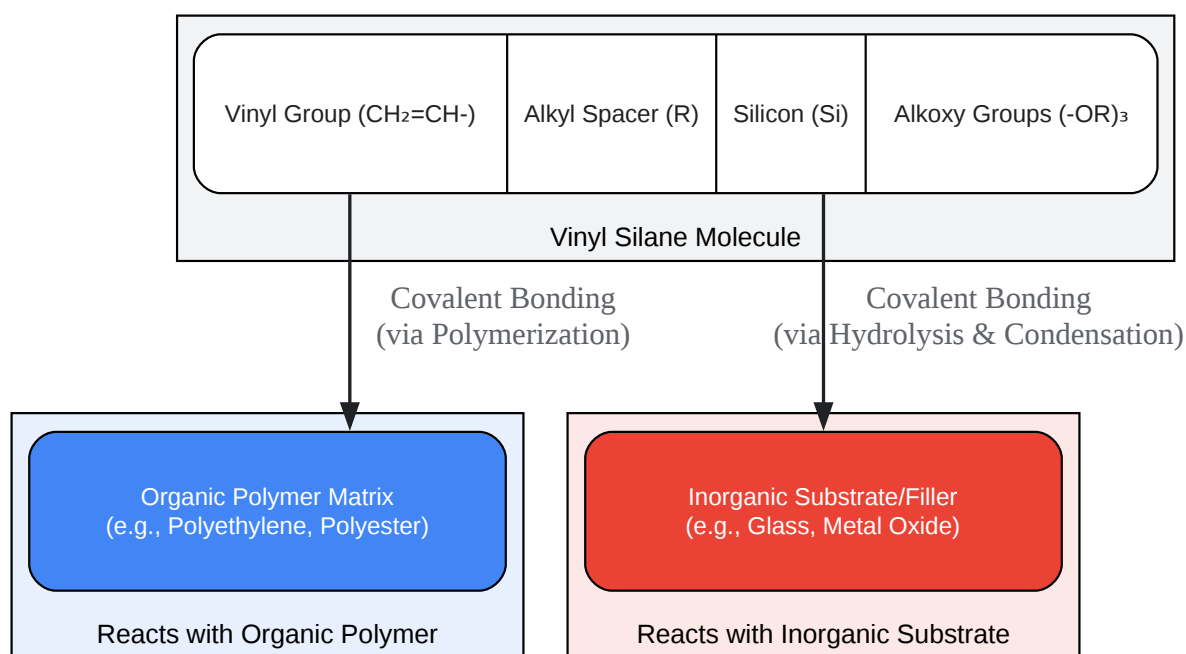 Vinyl Group (CH₂=CH-)
Alkyl Spacer (R)
Silicon (Si)
Alkoxy Groups (-OR)₃
Vinyl Silane Molecule
Covalent Bonding
(via Polymerization)
Covalent Bonding
(via Hydrolysis & Condensation)
Organic Polymer Matrix
(e.g., Polyethylene, Polyester)
Reacts with Organic Polymer
Inorganic Substrate/Filler
(e.g., Glass, Metal Oxide)
Reacts with Inorganic Substrate